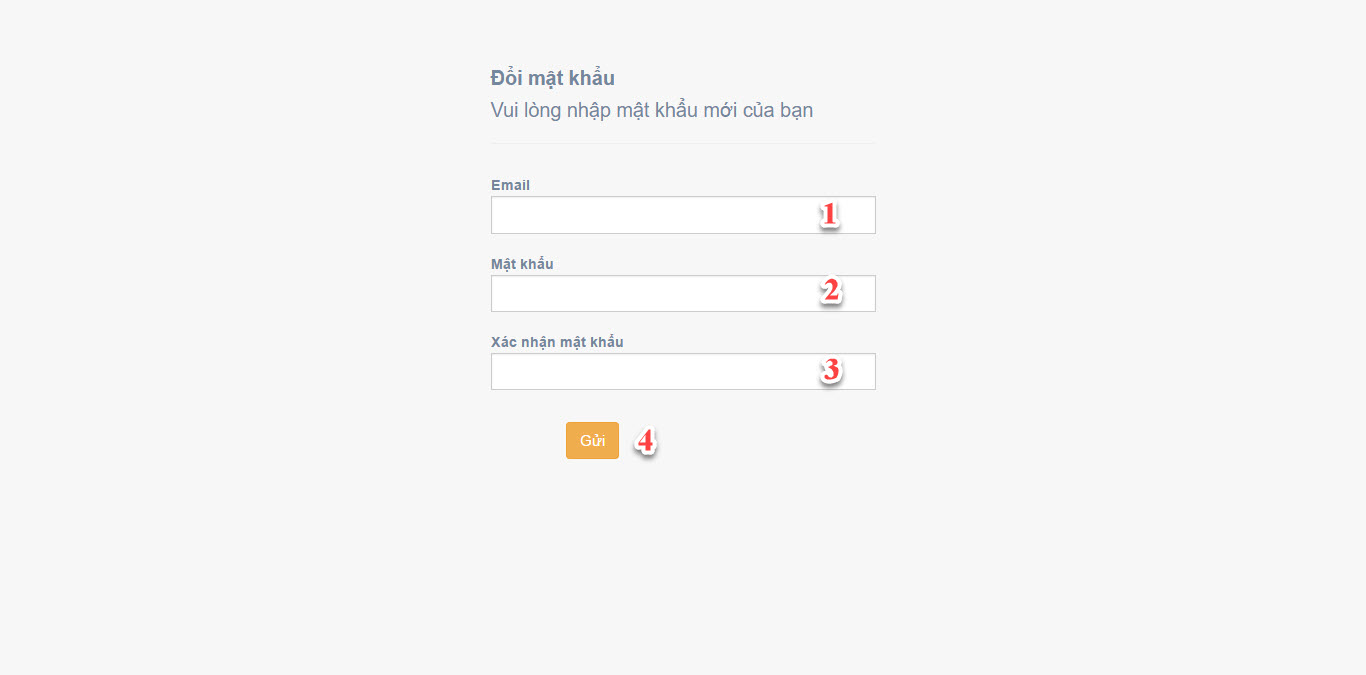 Đổi mật khẩu
Vui lòng nhập mật khẩu mới của bạn
Email
1
Mật khẩu
2
Xác nhận mật khẩu
3
Gửi 4